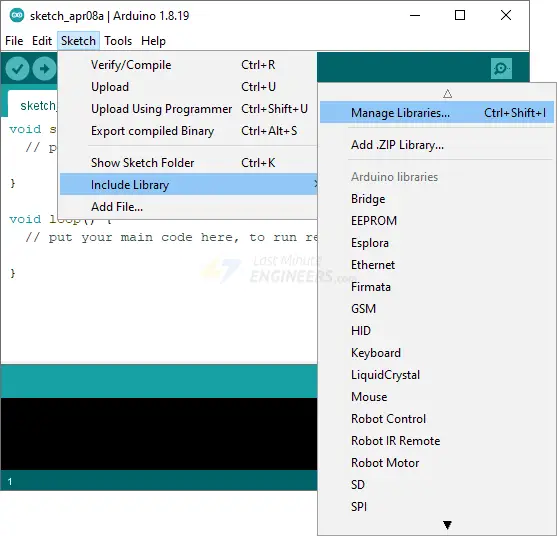 sketch_apr08a | Arduino 1.8.19
File Edit Sketch Tools Help
Verify/Compile Ctrl+R
Upload Ctrl+U
Upload Using Programmer Ctrl+Shift+U
Export compiled Binary Ctrl+Alt+S
Show Sketch Folder Ctrl+K
Include Library
Add File...
sketch_
void s
// p
}
void loop() {
// put your main code here, to run re
}
Last Minute
ENGINEERS.com
1
Manage Libraries... Ctrl+Shift+I
Add .ZIP Library...
Arduino libraries
Bridge
EEPROM
Esplora
Ethernet
Firmata
GSM
HID
Keyboard
LiquidCrystal
Mouse
Robot Control
Robot IR Remote
Robot Motor
SD
SPI